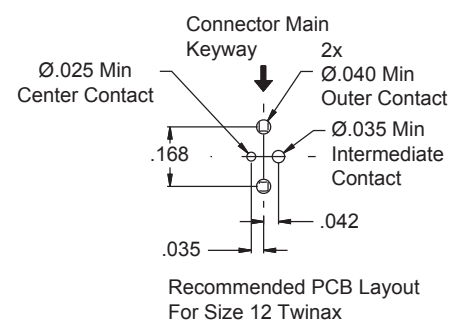 Connector Main
Keyway
2x
Ø.040 Min
Outer Contact
Ø.025 Min
Center Contact
Ø.035 Min
Intermediate
Contact
.168
.042
.035
Recommended PCB Layout
For Size 12 Twinax